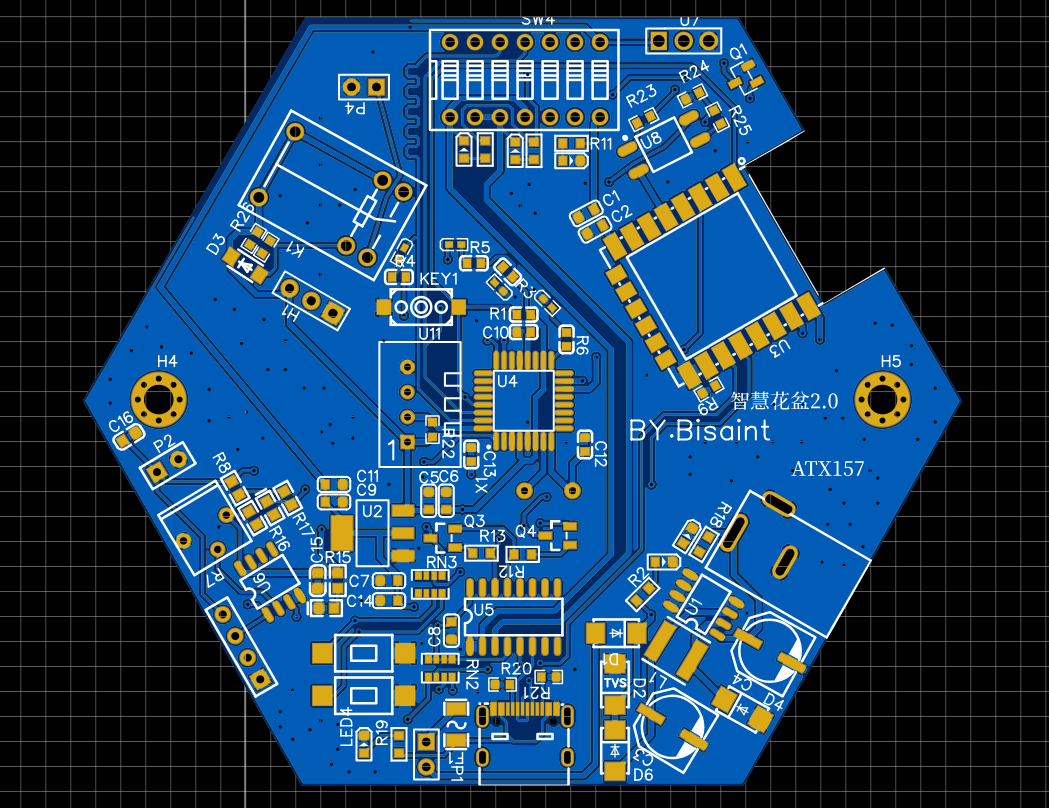 SW4
U7
Q1
R24
P4
R23
R25
U8
R11
C1
C2
R26
D3
K1
R5
R4
KEY1
R3
H1
R1
U11
C10
R6
U3
H4
H5
U4
R9
智慧花盆2.0
BY.Bisaint
C16
P2
1
R22
C13
C12
ATX157
R8
C11
C9
C5
C6
X1
U2
R17
R18
Q3
Q4
R16
R13
C15
R15
R12
R7
U6
RN3
C7
R2
C14
U5
U1
C8
D1
RN2
R20
TVS
D2
L1
C4
D4
R21
LED4
R19
TP1
C3
D6